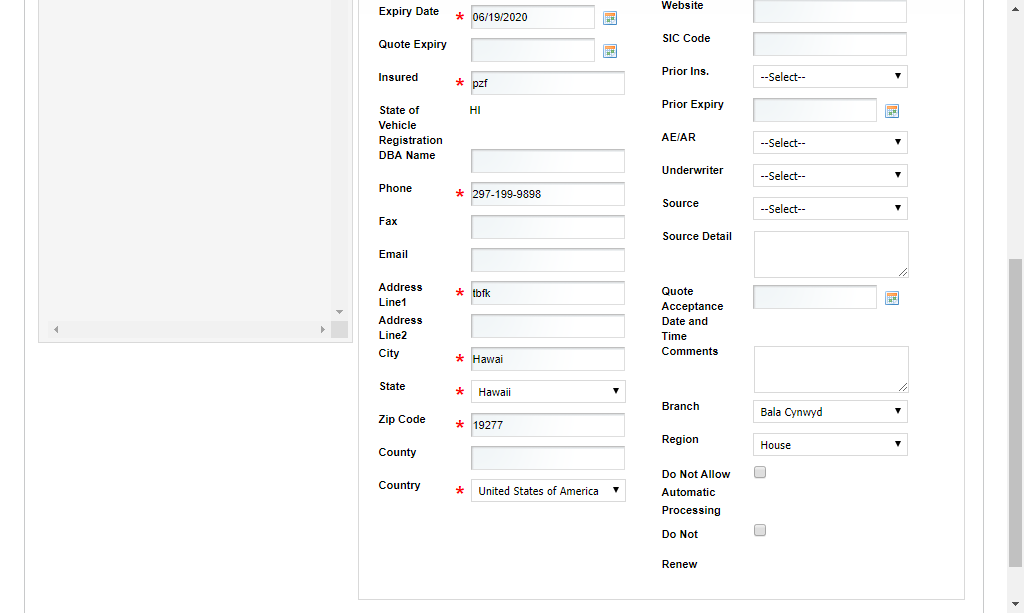 Expiry Date * 06/19/2020
Quote Expiry
Insured * pzf
State of HI
Vehicle
Registration
DBA Name
Phone * 297-199-9898
Fax
Email
Address * tbfk
Line1
Address
Line2
City * Hawai
State * Hawaii
Zip Code * 19277
County
Country * United States of America
Website
SIC Code
Prior Ins. --Select--
Prior Expiry
AE/AR --Select--
Underwriter --Select--
Source --Select--
Source Detail
Quote
Acceptance
Date and
Time
Comments
Branch Bala Cynwyd
Region House
Do Not Allow
Automatic
Processing
Do Not
Renew